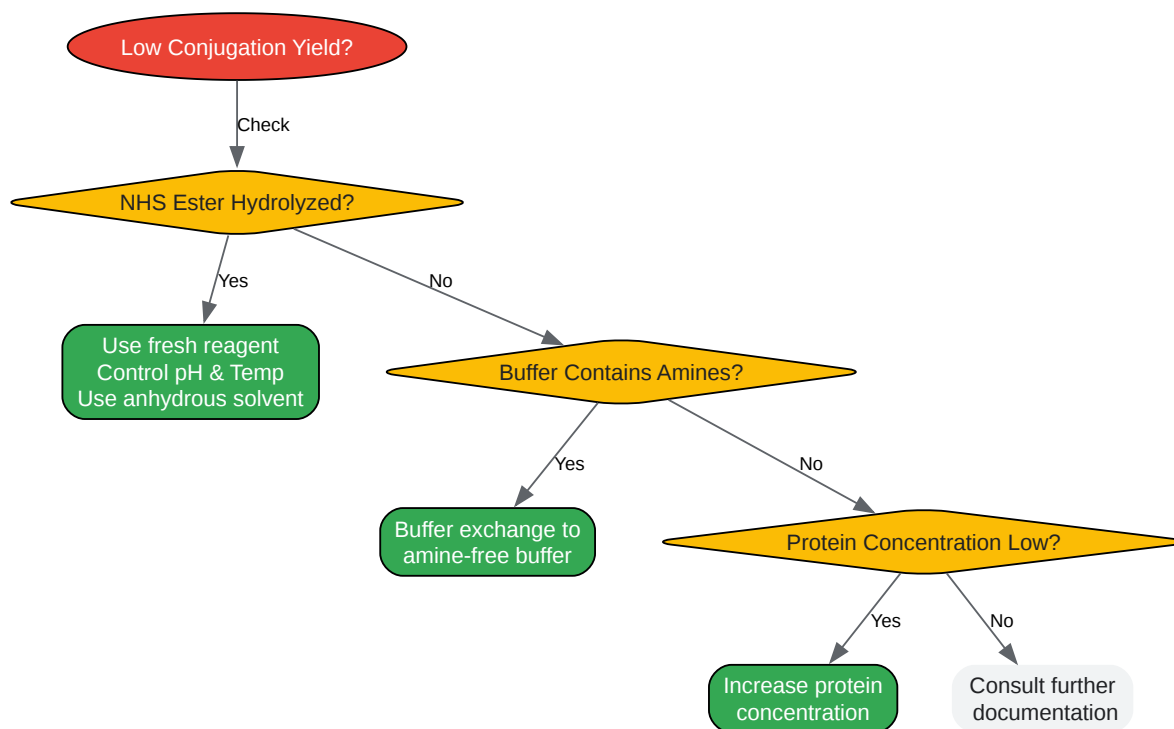 Low Conjugation Yield?
Check
NHS Ester Hydrolyzed?
Yes
No
Use fresh reagent
Control pH & Temp
Use anhydrous solvent
Buffer Contains Amines?
Yes
No
Buffer exchange to
amine-free buffer
Protein Concentration Low?
Yes
No
Increase protein
concentration
Consult further
documentation